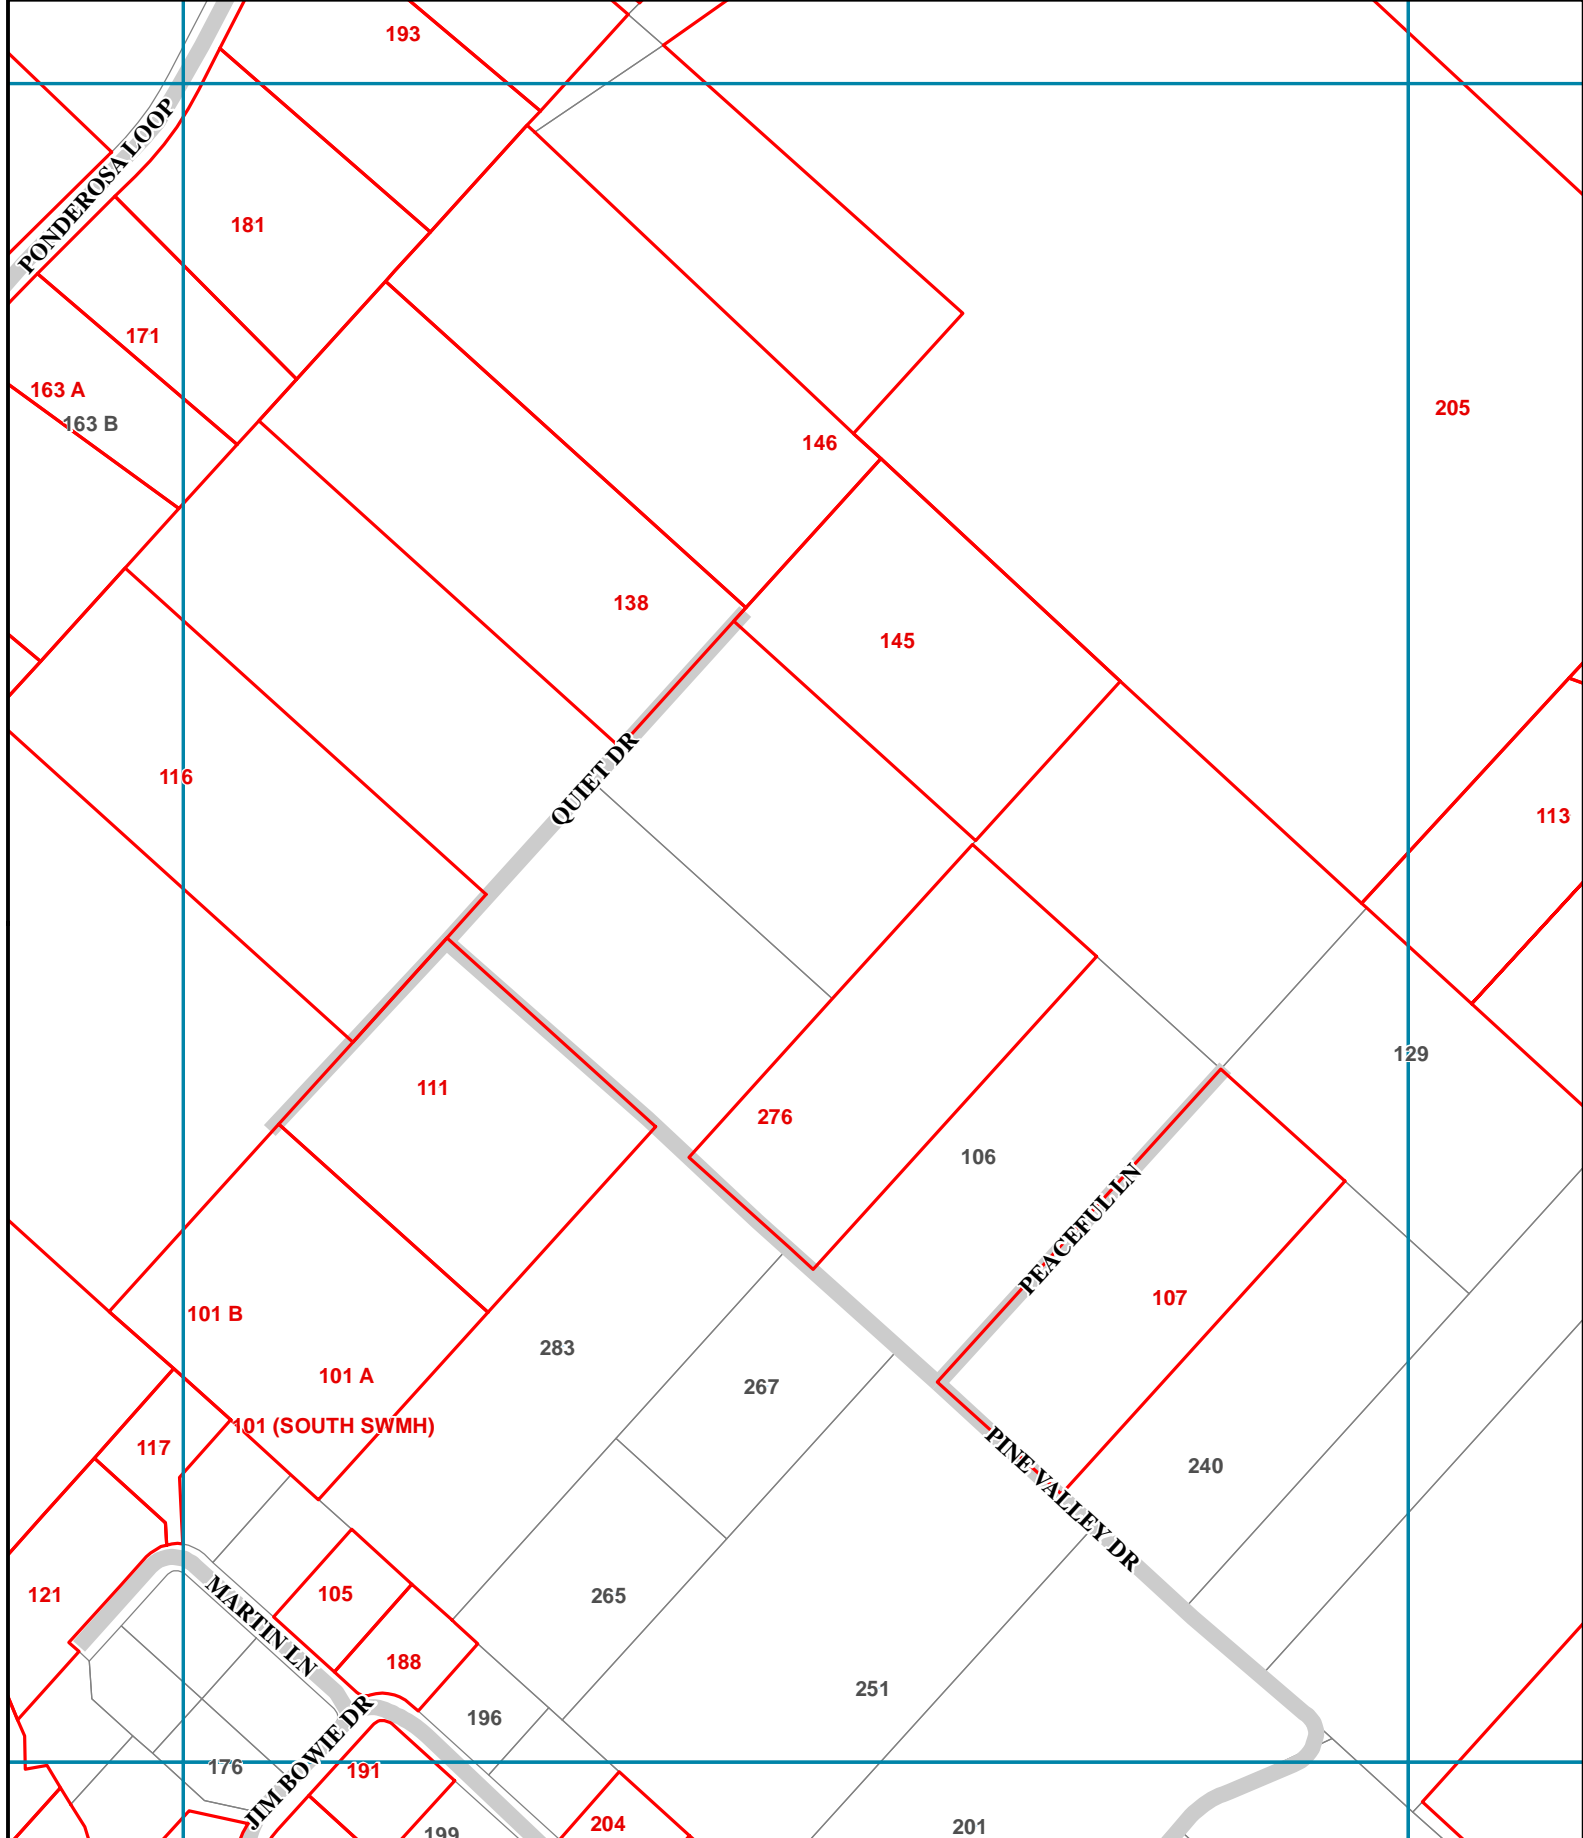 193
PONDEROSA LOOP
181
171
163 A
163 B
205
146
138
145
QUIET DR
116
113
129
111
276
106
PEACEFUL LN
107
101 B
283
101 A
267
101 (SOUTH SWMH)
117
PINE VALLEY DR
240
121
MARTIN LN
105
265
188
251
196
JIM BOWIE DR
176
191
204
201
199